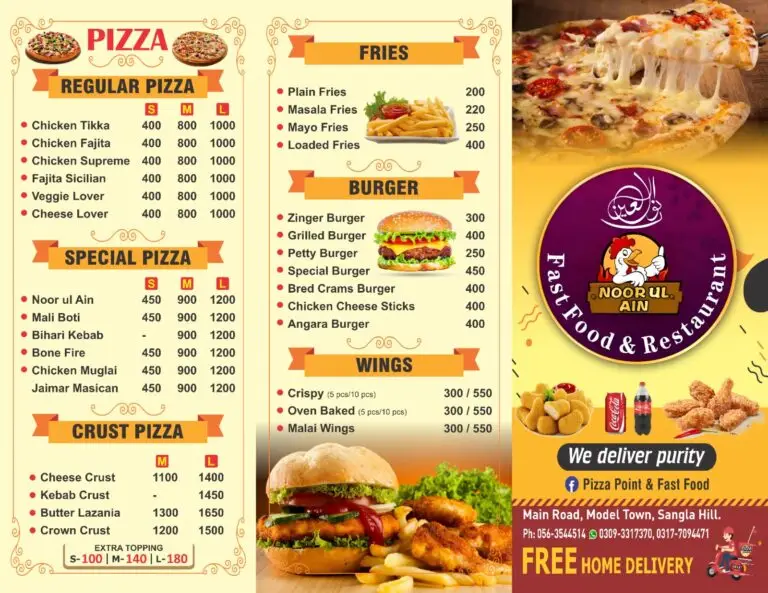 PIZZA
REGULAR PIZZA
S M L
Chicken Tikka 400 800 1000
Chicken Fajita 400 800 1000
Chicken Supreme 400 800 1000
Fajita Sicilian 400 800 1000
Veggie Lover 400 800 1000
Cheese Lover 400 800 1000
SPECIAL PIZZA
S M L
Noor ul Ain 450 900 1200
Mali Boti 450 900 1200
Bihari Kebab - 900 1200
Bone Fire 450 900 1200
Chicken Muglai 450 900 1200
Jaimar Masican 450 900 1200
CRUST PIZZA
M L
Cheese Crust 1100 1400
Kebab Crust - 1450
Butter Lazania 1300 1650
Crown Crust 1200 1500
EXTRA TOPPING
S-100 | M-140 | L-180
FRIES
Plain Fries 200
Masala Fries 220
Mayo Fries 250
Loaded Fries 400
BURGER
Zinger Burger 300
Grilled Burger 400
Petty Burger 250
Special Burger 450
Bred Crams Burger 400
Chicken Cheese Sticks 400
Angara Burger 400
WINGS
Crispy (5 pcs/10 pcs) 300 / 550
Oven Baked (5 pcs/10 pcs) 300 / 550
Malai Wings 300 / 550
نور العين
NOOR UL
AIN
Fast Food & Restaurant
Coca-Cola
We deliver purity
Pizza Point & Fast Food
Main Road, Model Town, Sangla Hill.
Ph: 056-3544514 0309-3317370, 0317-7094471
FREE HOME DELIVERY